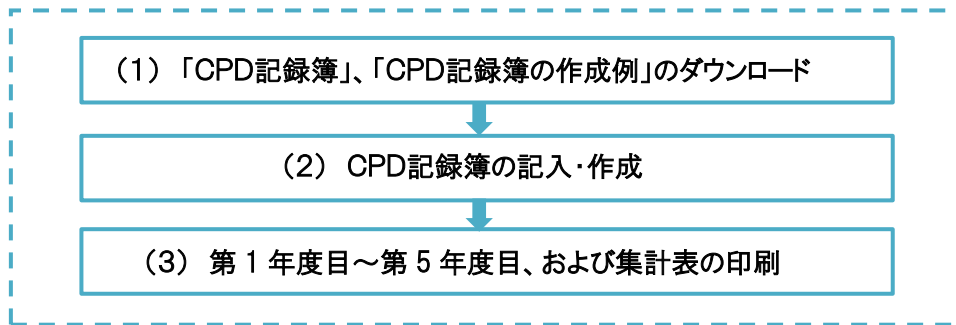 （１）「CPD記録簿」、「CPD記録簿の作成例」のダウンロード
（２） CPD記録簿の記入・作成
（３） 第１年度目～第５年度目、および集計表の印刷